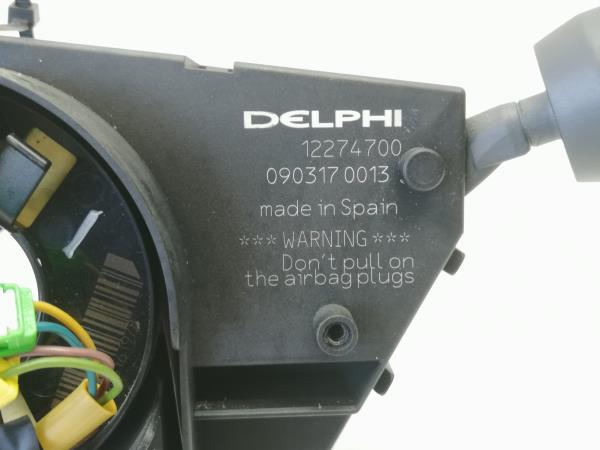 DELPHI
12274700
090317 0013
made in Spain
*** WARNING ***
Don't pull on
the airbag plugs